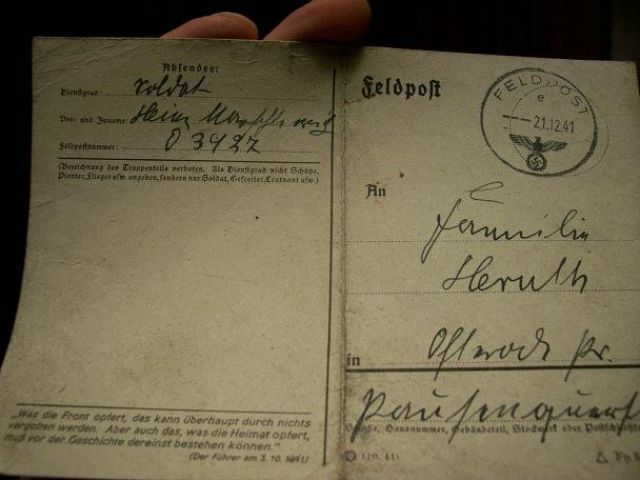 Absender:
Dienstgrad: Soldat
Vor- und Zuname: Heinz
Feldpostnummer: 03927
(Bezeichnung des Truppenteils verboten. Als Dienstgrad nicht Schütze,
Pionier, Flieger usw. angeben, sondern nur Soldat, Gefreiter, Leutnant usw.)
„Was die Front opfert, das kann überhaupt durch nichts
vergolten werden. Aber auch das, was die Heimat opfert,
muß vor der Geschichte dereinst bestehen können."
(Der Führer am 3. 10. 1941)
Feldpost
FELDPOST
e
21.12.41
An
Familie
in Osterode Pr.
Straße, Hausnummer, Gebäudeteil, Stockwerk oder